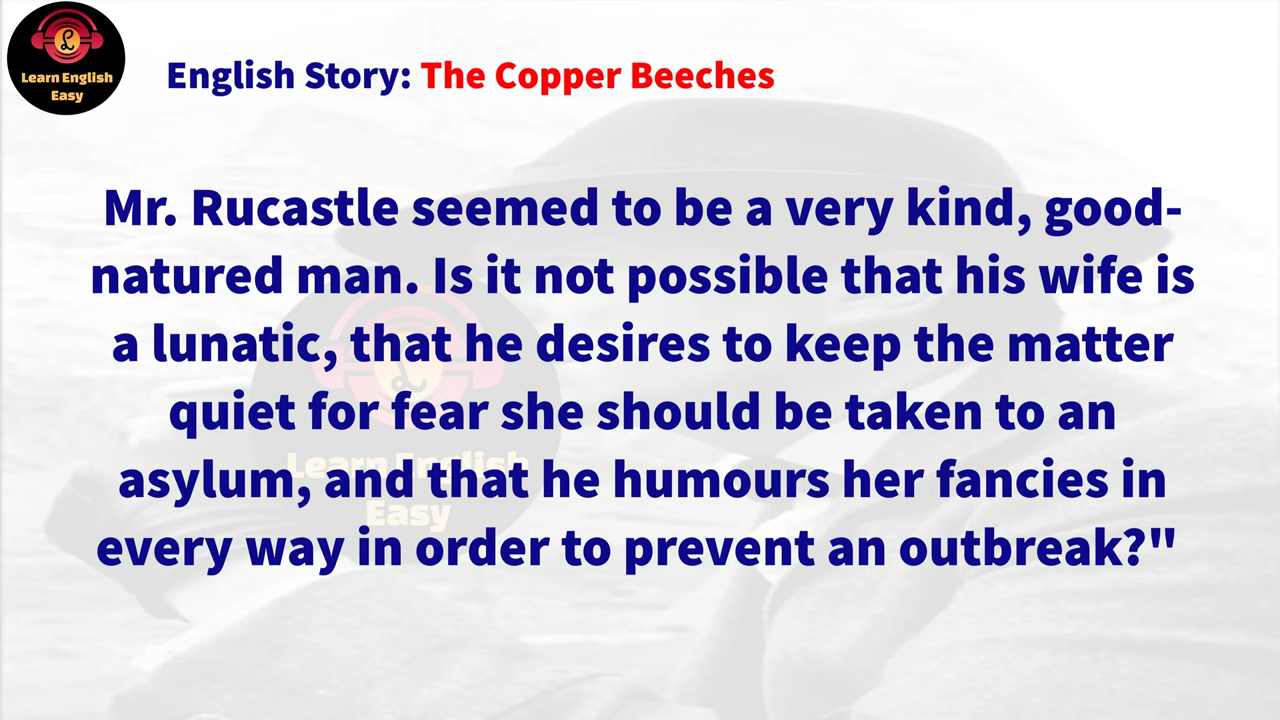 Learn English
Easy
English Story: The Copper Beeches
Mr. Rucastle seemed to be a very kind, good-
natured man. Is it not possible that his wife is
a lunatic, that he desires to keep the matter
quiet for fear she should be taken to an
asylum, and that he humours her fancies in
every way in order to prevent an outbreak?"
Learn English
Easy